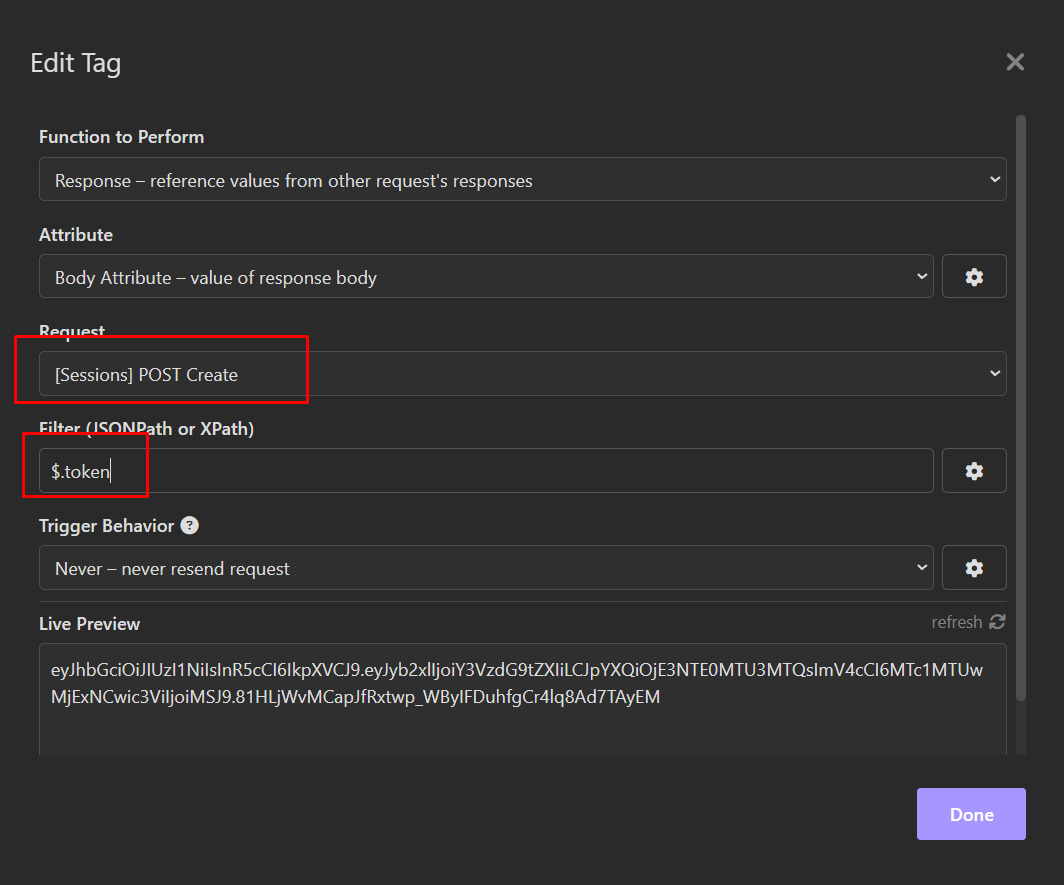 Edit Tag
Function to Perform
Response – reference values from other request's responses
Attribute
Body Attribute – value of response body
Request
[Sessions] POST Create
Filter (JSONPath or XPath)
$.token
Trigger Behavior ?
Never – never resend request
Live Preview
refresh
eyJhbGciOiJIUzI1NiIsInR5cCI6IkpXVCJ9.eyJyb2xlIjoiY3VzdG9tZXIiLCJpYXQiOjE3NTE0MTU3MTQsImV4cCI6MTc1MTUw
MjExNCwic3ViIjoiMSJ9.81HLjWvMCapJfRxtwp_WByIFDuhfgCr4lq8Ad7TAyEM
Done